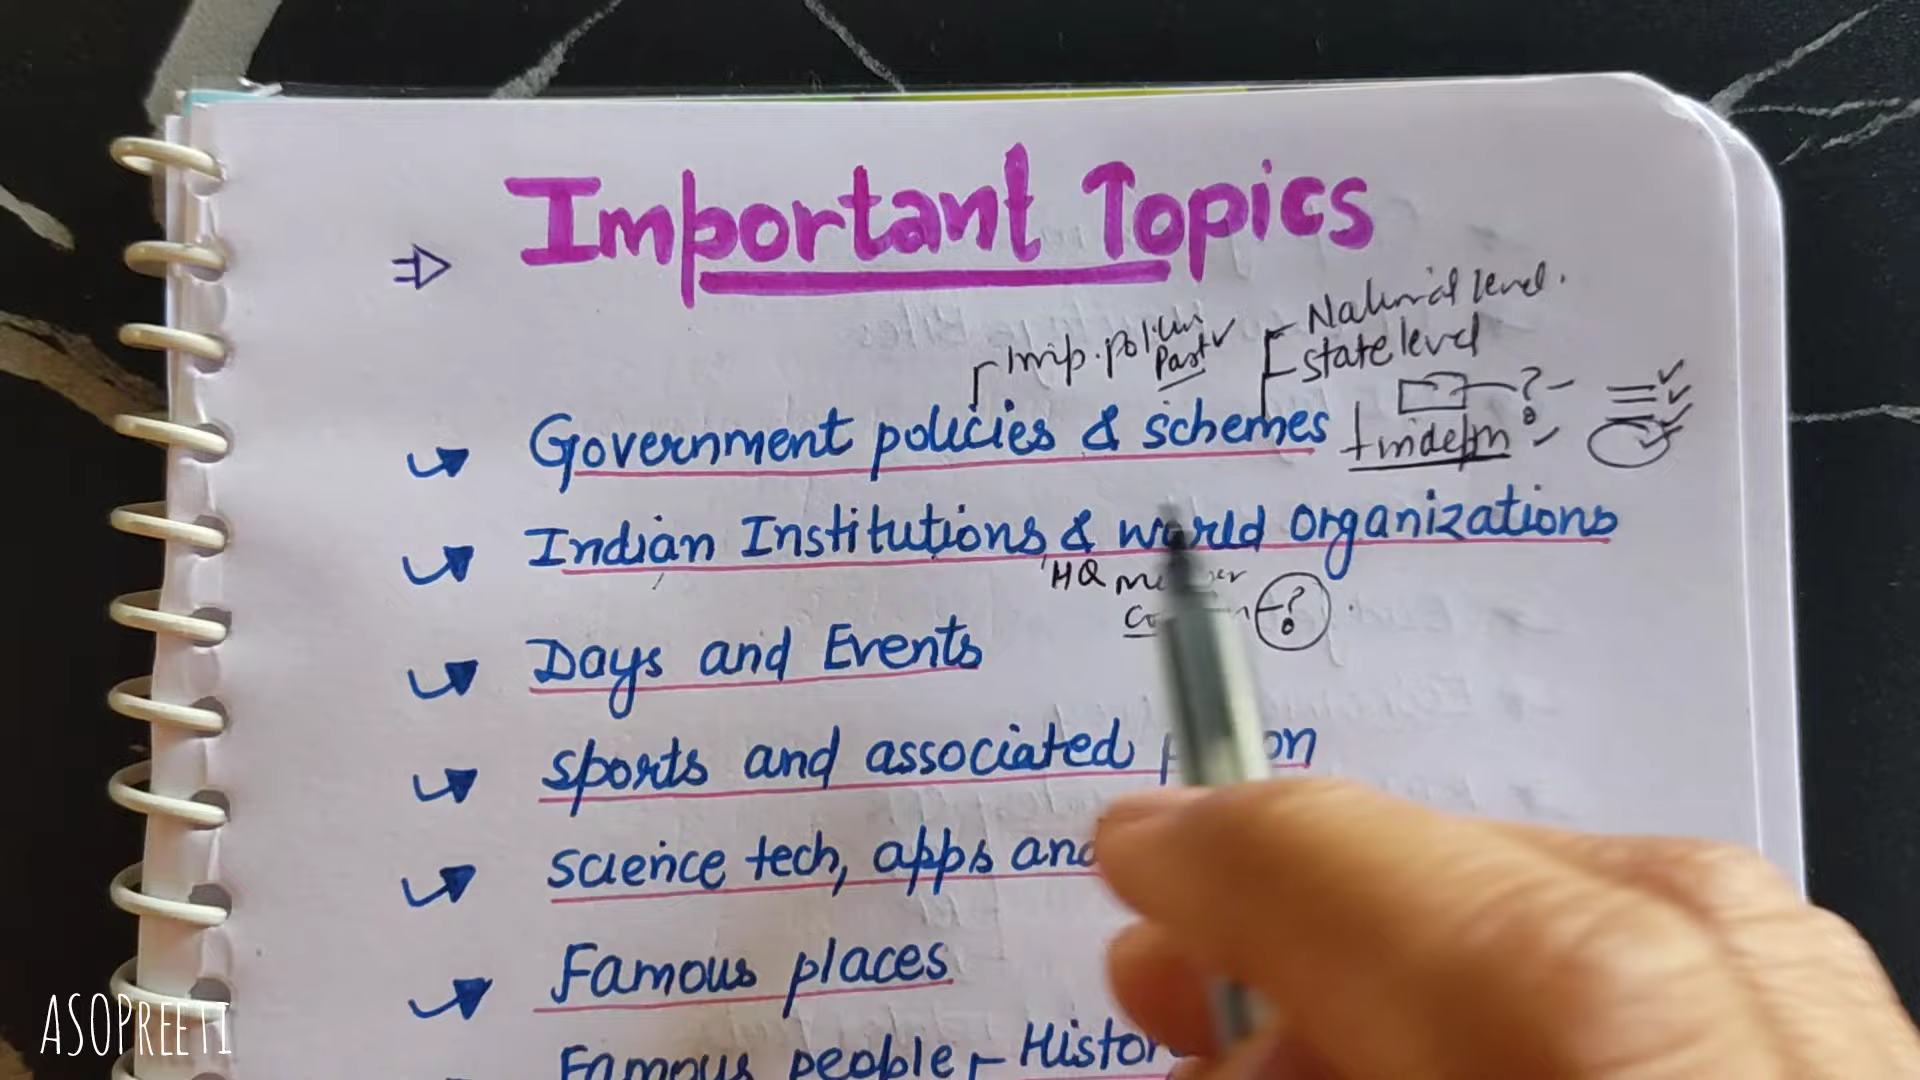 Important Topics
National level.
Imp. policies
Past
state level
Government policies & schemes
+ indepth
?
Indian Institutions & world organizations
HQ
?
Days and Events
sports and associated
science tech, apps and
Famous places
Famous people
ASOPREETI